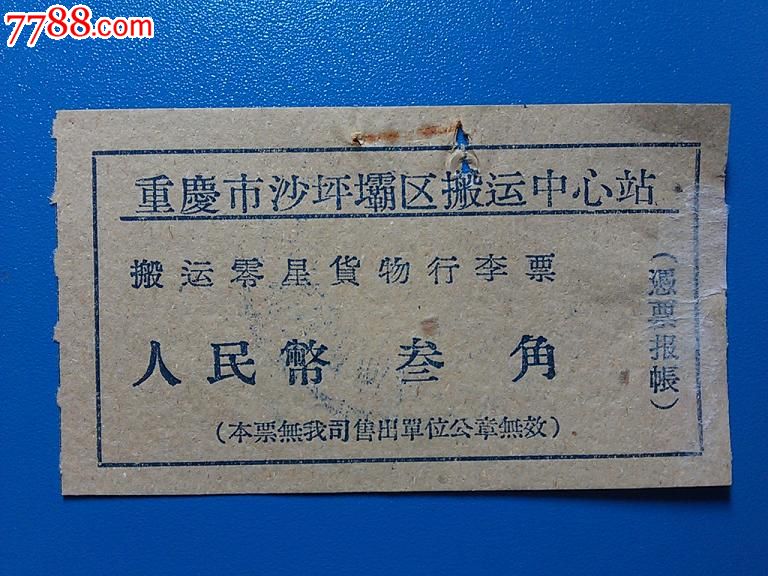 7788.com
重慶市沙坪壩区搬运中心站
搬运零星貨物行李票
人民幣叁角
（本票無我司售出單位公章無效）
（憑票报帳）